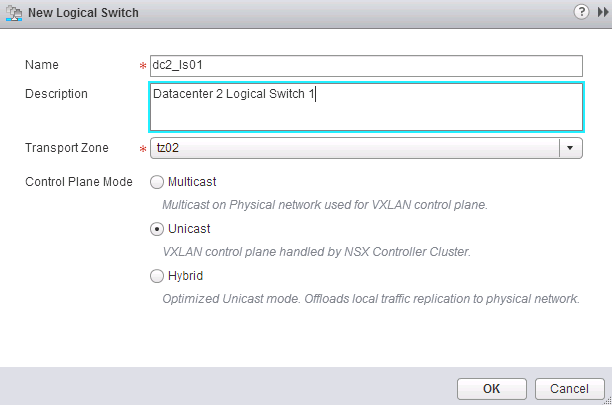 New Logical Switch
?
Name * dc2_ls01
Description Datacenter 2 Logical Switch 1
Transport Zone * tz02
Control Plane Mode Multicast
Multicast on Physical network used for VXLAN control plane.
Unicast
VXLAN control plane handled by NSX Controller Cluster.
Hybrid
Optimized Unicast mode. Offloads local traffic replication to physical network.
OK Cancel